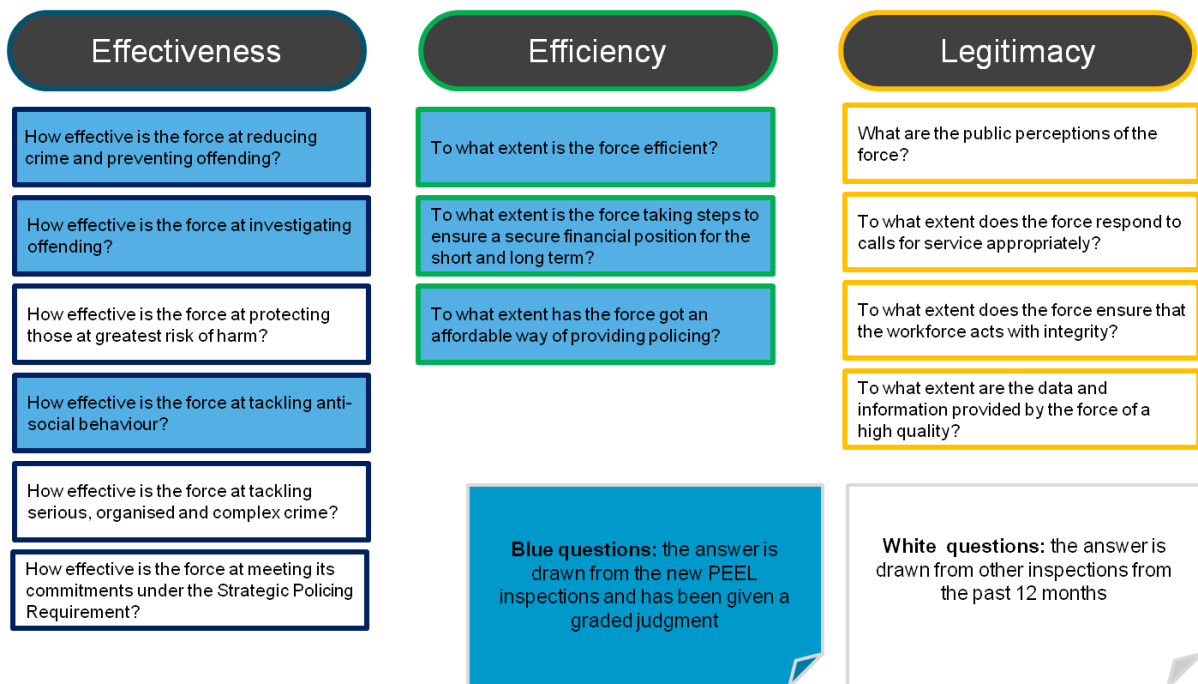 Effectiveness
How effective is the force at reducing
crime and preventing offending?
How effective is the force at investigating
offending?
How effective is the force at protecting
those at greatest risk of harm?
How effective is the force at tackling anti-
social behaviour?
How effective is the force at tackling
serious, organised and complex crime?
How effective is the force at meeting its
commitments under the Strategic Policing
Requirement?
Efficiency
To what extent is the force efficient?
To what extent is the force taking steps to
ensure a secure financial position for the
short and long term?
To what extent has the force got an
affordable way of providing policing?
Legitimacy
What are the public perceptions of the
force?
To what extent does the force respond to
calls for service appropriately?
To what extent does the force ensure that
the workforce acts with integrity?
To what extent are the data and
information provided by the force of a
high quality?
Blue questions: the answer is
drawn from the new PEEL
inspections and has been given a
graded judgment
White questions: the answer is
drawn from other inspections from
the past 12 months